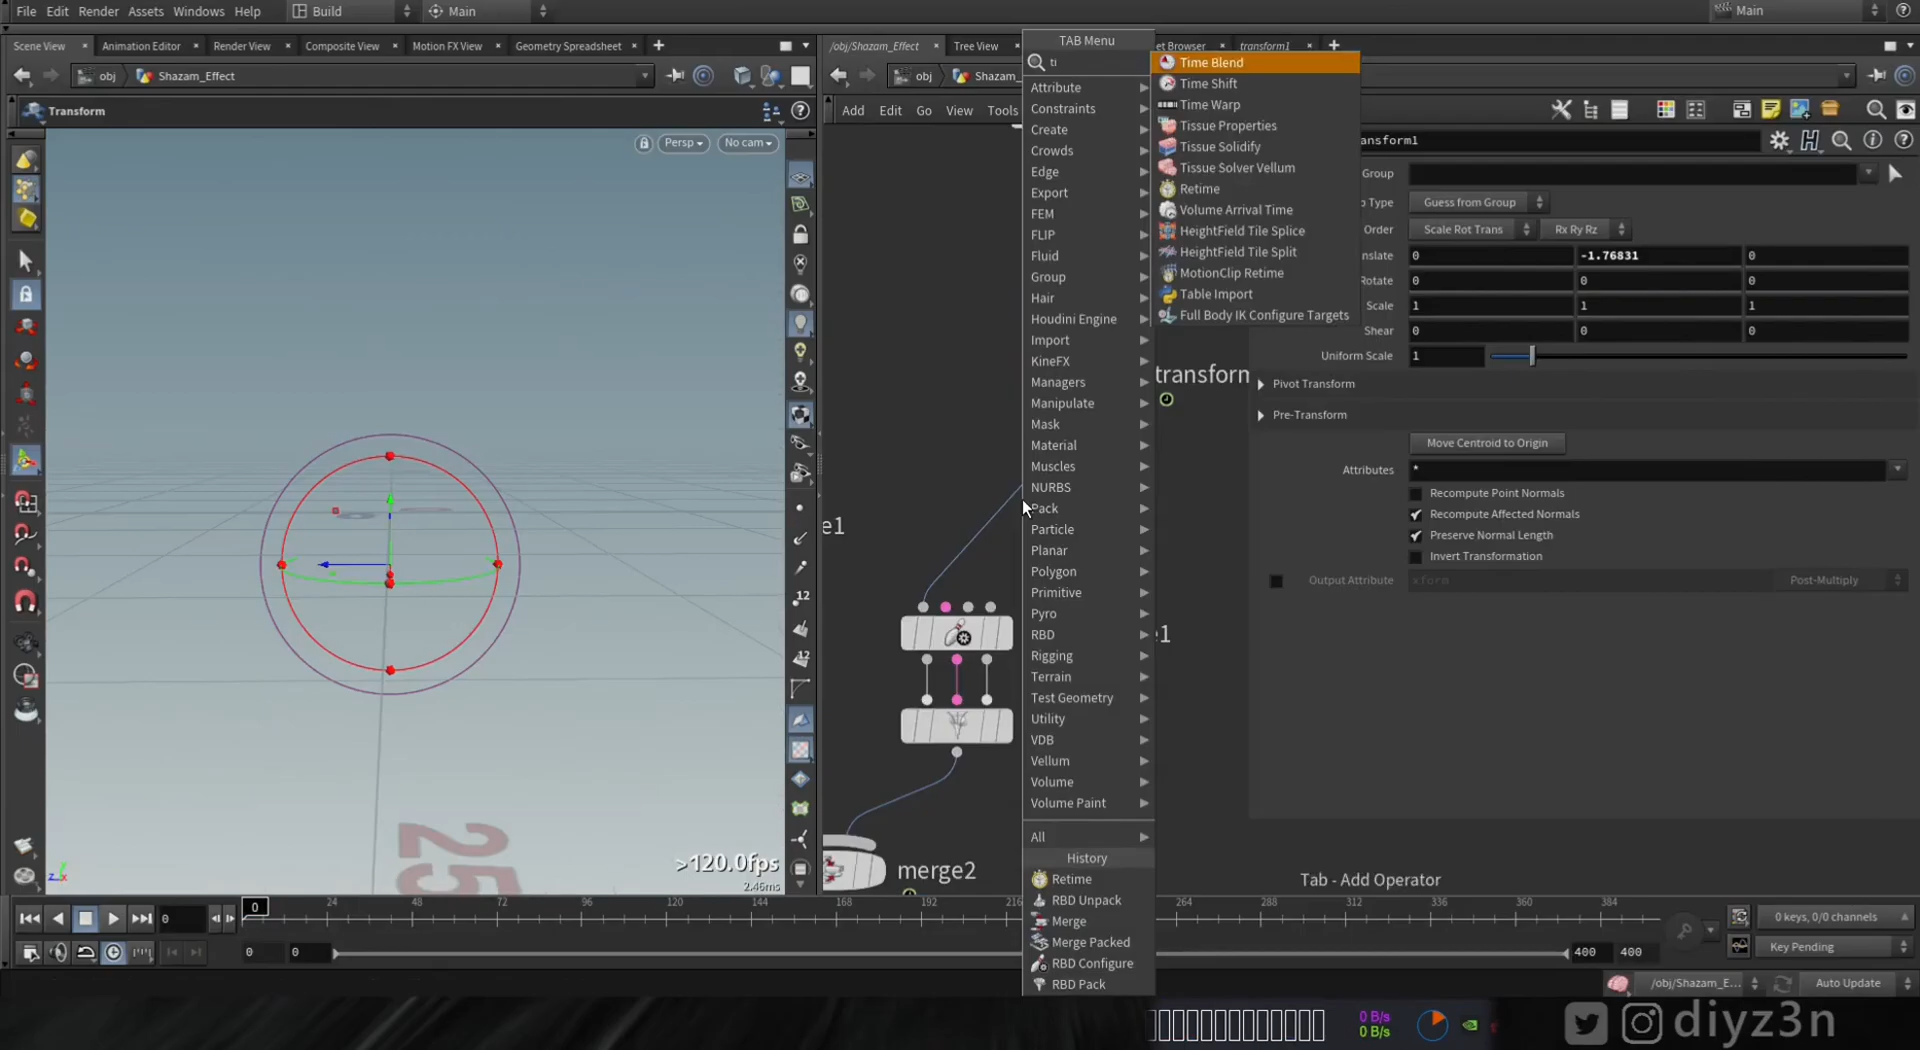 File Edit Render Assets Windows Help Build Main Main
Scene View Animation Editor Render View Composite View Motion FX View Geometry Spreadsheet
/obj/Shazam_Effect Tree View et Browser transform1
obj Shazam_Effect
obj Shazam_
Transform
Add Edit Go View Tools
Persp No cam
>120.0fps
2.46ms
25
12
12
TAB Menu
ti
Attribute
Constraints
Create
Crowds
Edge
Export
FEM
FLIP
Fluid
Group
Hair
Houdini Engine
Import
KineFX
Managers
Manipulate
Mask
Material
Muscles
NURBS
Pack
Particle
Planar
Polygon
Primitive
Pyro
RBD
Rigging
Terrain
Test Geometry
Utility
VDB
Vellum
Volume
Volume Paint
All
History
Retime
RBD Unpack
Merge
Merge Packed
RBD Configure
RBD Pack
Time Blend
Time Shift
Time Warp
Tissue Properties
Tissue Solidify
Tissue Solver Vellum
Retime
Volume Arrival Time
HeightField Tile Splice
HeightField Tile Split
MotionClip Retime
Table Import
Full Body IK Configure Targets
e1
transform
merge2
Tab - Add Operator
ansform1
Group
p Type Guess from Group
Order Scale Rot Trans Rx Ry Rz
nslate 0 -1.76831 0
Rotate 0 0 0
Scale 1 1 1
Shear 0 0 0
Uniform Scale 1
Pivot Transform
Pre-Transform
Move Centroid to Origin
Attributes *
Recompute Point Normals
Recompute Affected Normals
Preserve Normal Length
Invert Transformation
Output Attribute xform Post-Multiply
0 0 24 48 72 96 120 144 168 192 216 264 288 312 336 360 384
0 keys, 0/0 channels
0 0 400 400
Key Pending
/obj/Shazam_E... Auto Update
0 B/s
0 B/s
diyz3n